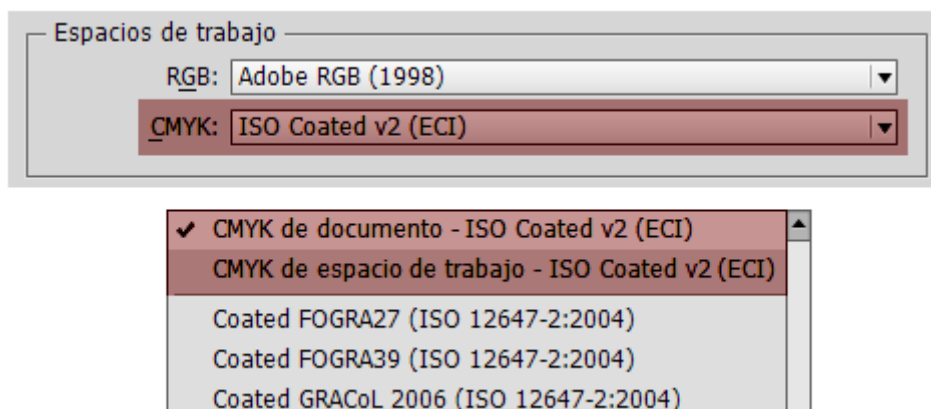 Espacios de trabajo
RGB: Adobe RGB (1998)
CMYK: ISO Coated v2 (ECI)
CMYK de documento - ISO Coated v2 (ECI)
CMYK de espacio de trabajo - ISO Coated v2 (ECI)
Coated FOGRA27 (ISO 12647-2:2004)
Coated FOGRA39 (ISO 12647-2:2004)
Coated GRACoL 2006 (ISO 12647-2:2004)